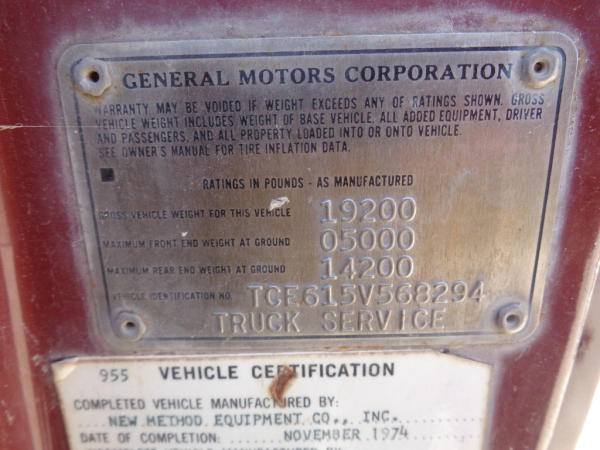 GENERAL MOTORS CORPORATION
WARRANTY MAY BE VOIDED IF WEIGHT EXCEEDS ANY OF RATINGS SHOWN. GROSS
VEHICLE WEIGHT INCLUDES WEIGHT OF BASE VEHICLE, ALL ADDED EQUIPMENT, DRIVER
AND PASSENGERS, AND ALL PROPERTY LOADED INTO OR ONTO VEHICLE.
SEE OWNER'S MANUAL FOR TIRE INFLATION DATA.
RATINGS IN POUNDS - AS MANUFACTURED
GROSS VEHICLE WEIGHT FOR THIS VEHICLE 19200
MAXIMUM FRONT END WEIGHT AT GROUND 05000
MAXIMUM REAR END WEIGHT AT GROUND 14200
VEHICLE IDENTIFICATION NO. TCE615V568294
TRUCK SERVICE
955 VEHICLE CERTIFICATION
COMPLETED VEHICLE MANUFACTURED BY:
NEW METHOD EQUIPMENT CO., INC.
DATE OF COMPLETION: NOVEMBER 1974